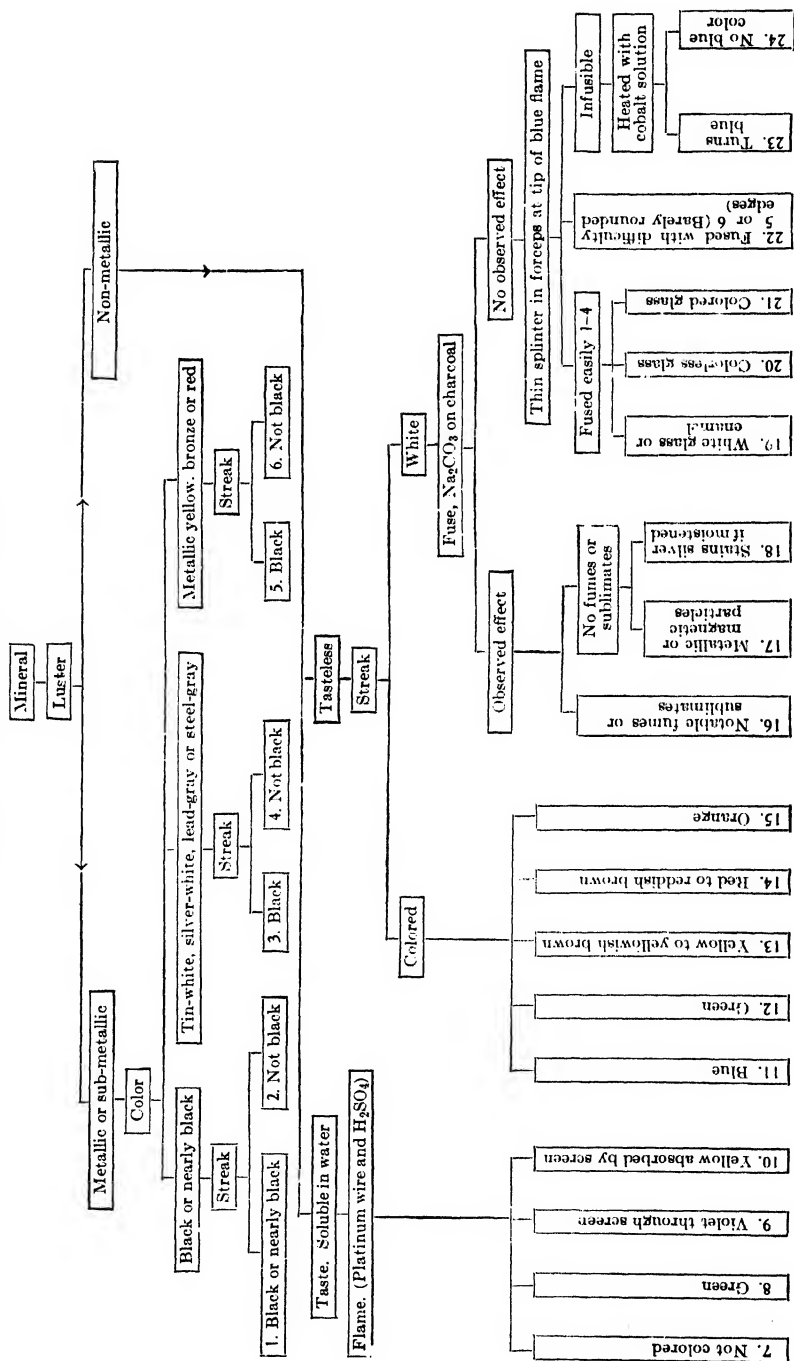 Mineral
Luster
Metallic or sub-metallic
Non-metallic
Color
Black or nearly black
Tin-white, silver-white, lead-gray or steel-gray
Metallic yellow. bronze or red
Streak
Streak
Streak
1. Black or nearly black
2. Not black
3. Black
4. Not black
5. Black
6. Not black
Taste. Soluble in water
Tasteless
Flame. (Platinum wire and H₂SO₄)
Streak
7. Not colored
8. Green
9. Violet through screen
10. Yellow absorbed by screen
Colored
White
11. Blue
12. Green
13. Yellow to yellowish brown
14. Red to reddish brown
15. Orange
Fuse, Na₂CO₃ on charcoal
Observed effect
No observed effect
16. Notable fumes or
sublimates
No fumes or
sublimates
17. Metallic or
magnetic
particles
18. Stains silver
if moistened
Thin splinter in forceps at tip of blue flame
Fused easily 1–4
19. White glass or
enamel
20. Colorless glass
21. Colored glass
22. Fused with difficulty
5 or 6 (Barely rounded
edges)
Infusible
Heated with
cobalt solution
23. Turns
blue
24. No blue
color